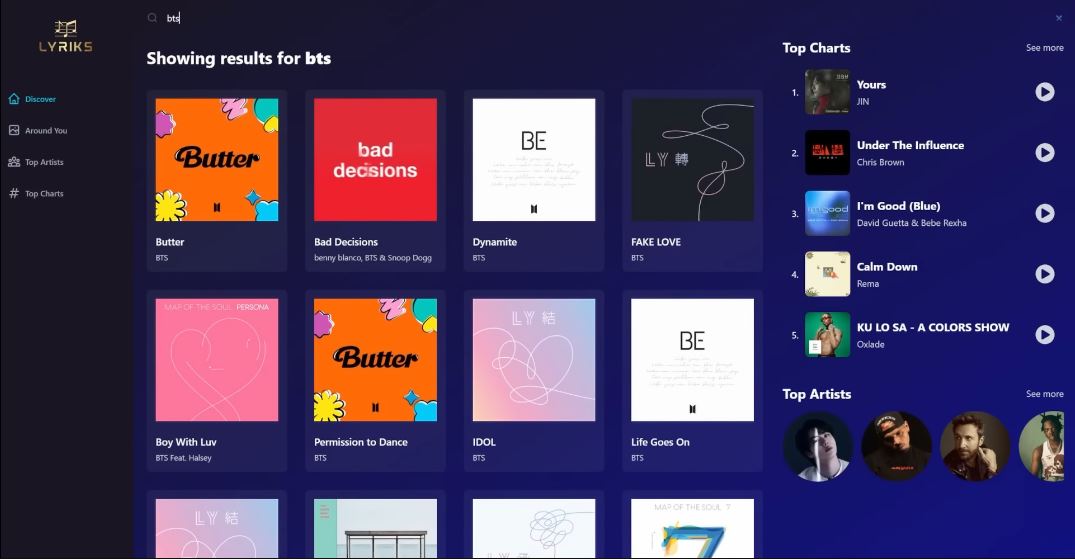 LYRIKS
Discover
Around You
Top Artists
Top Charts
bts
Showing results for bts
Butter
Butter
BTS
bad
decisions
Bad Decisions
benny blanco, BTS & Snoop Dogg
BE
Dynamite
BTS
LY 轉
FAKE LOVE
BTS
MAP OF THE SOUL PERSONA
Boy With Luv
BTS Feat. Halsey
Butter
Permission to Dance
BTS
LY 結
IDOL
BTS
BE
Life Goes On
BTS
LY 結
MAP OF THE SOUL 7
Top Charts
See more
1.
Yours
JIN
2.
Under The Influence
Chris Brown
3.
im good
I'm Good (Blue)
David Guetta & Bebe Rexha
4.
Calm Down
Rema
5.
KU LO SA - A COLORS SHOW
Oxlade
Top Artists
See more